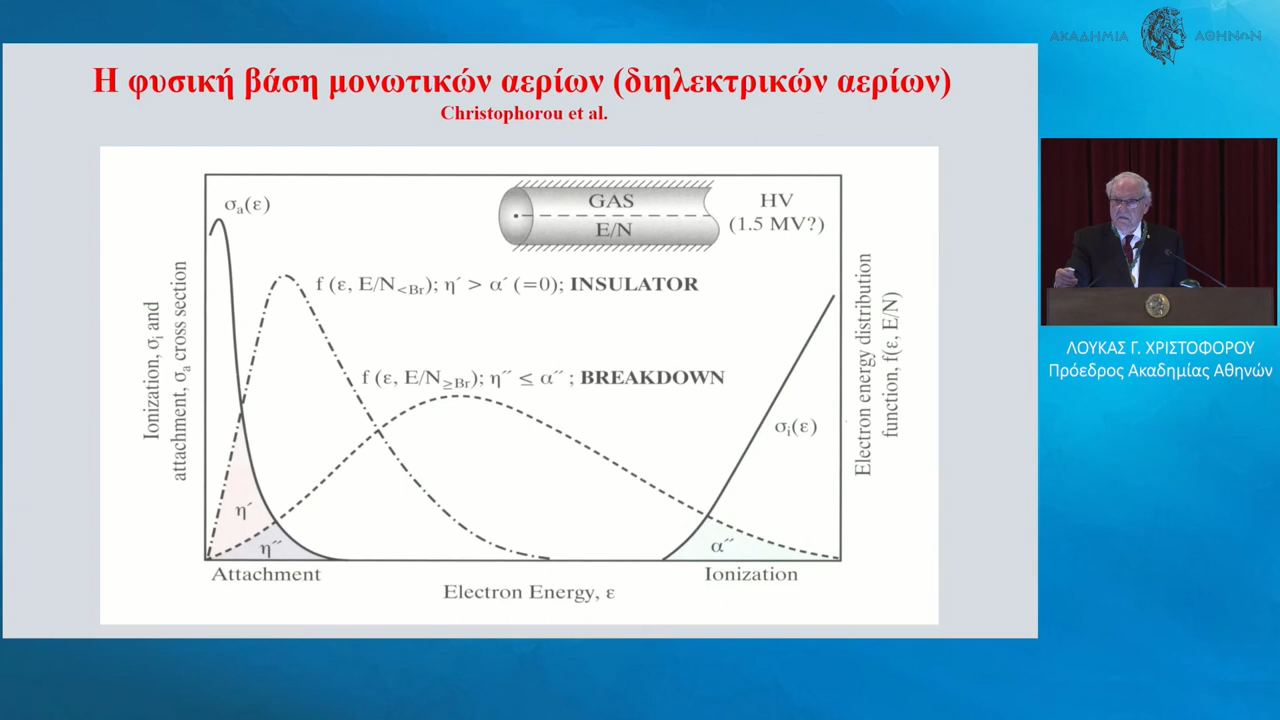 ΑΚΑΔΗΜΙΑ ΑΘΗΝΩΝ
Η φυσική βάση μονωτικών αερίων (διηλεκτρικών αερίων)
Christophorou et al.
σa(ε)
GAS
E/N
HV
(1.5 MV?)
f (ε, E/N<Br); η′ > α′ (=0); INSULATOR
f (ε, E/N≥Br); η′′ ≤ α′′ ; BREAKDOWN
σi(ε)
η′
η′′
α′′
Ionization, σi and
attachment, σa cross section
Electron energy distribution
function, f(ε, E/N)
Attachment
Ionization
Electron Energy, ε
ΛΟΥΚΑΣ Γ. ΧΡΙΣΤΟΦΟΡΟΥ
Πρόεδρος Ακαδημίας Αθηνών